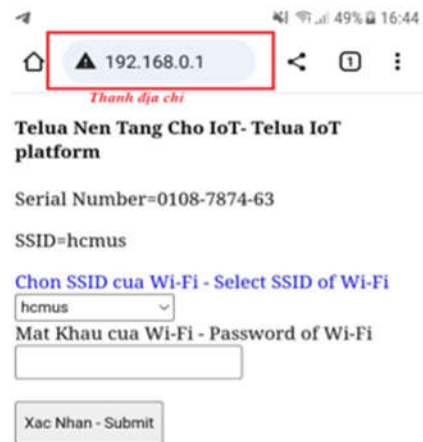 49% 16:44
192.168.0.1
1
Thanh địa chỉ
Telua Nen Tang Cho IoT- Telua IoT
platform
Serial Number=0108-7874-63
SSID=hcmus
Chon SSID cua Wi-Fi - Select SSID of Wi-Fi
hcmus
Mat Khau cua Wi-Fi - Password of Wi-Fi
Xac Nhan - Submit